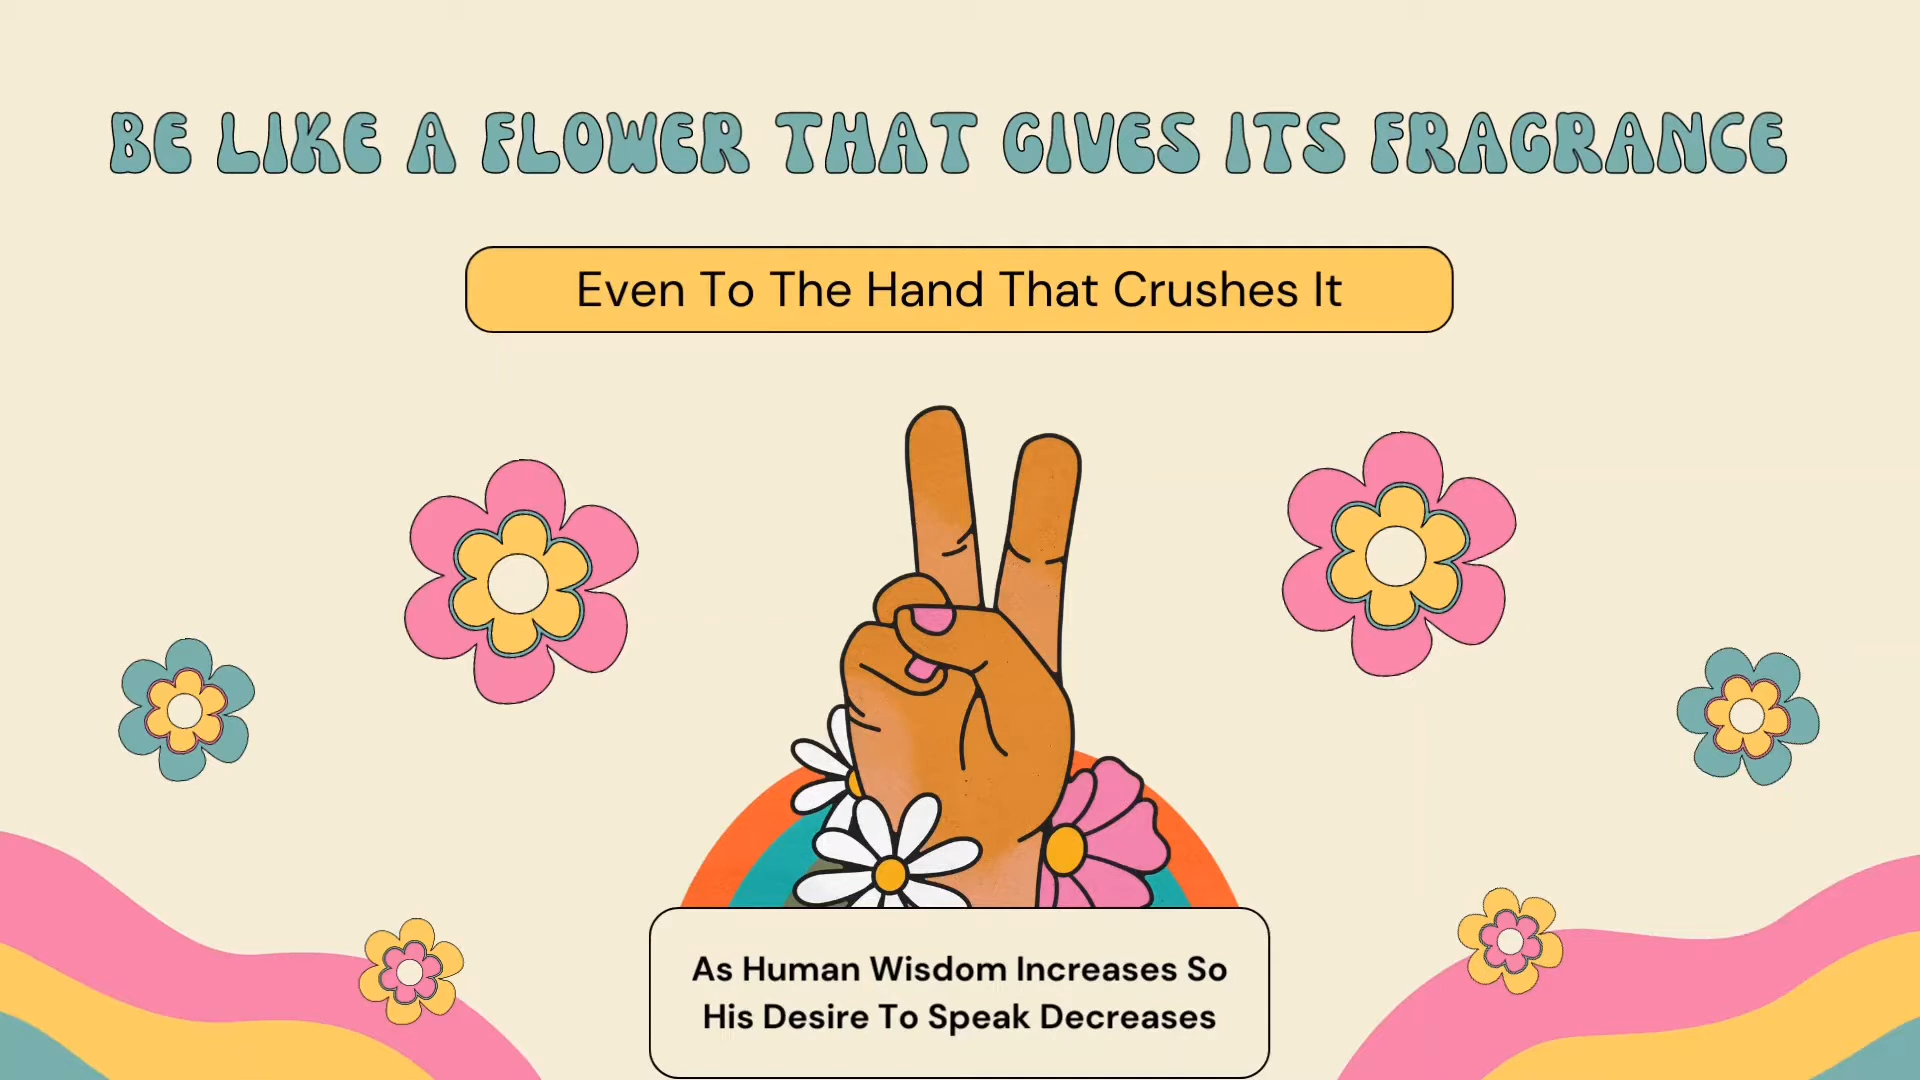 BE LIKE A FLOWER THAT GIVES ITS FRAGRANCE
Even To The Hand That Crushes It
As Human Wisdom Increases So
His Desire To Speak Decreases